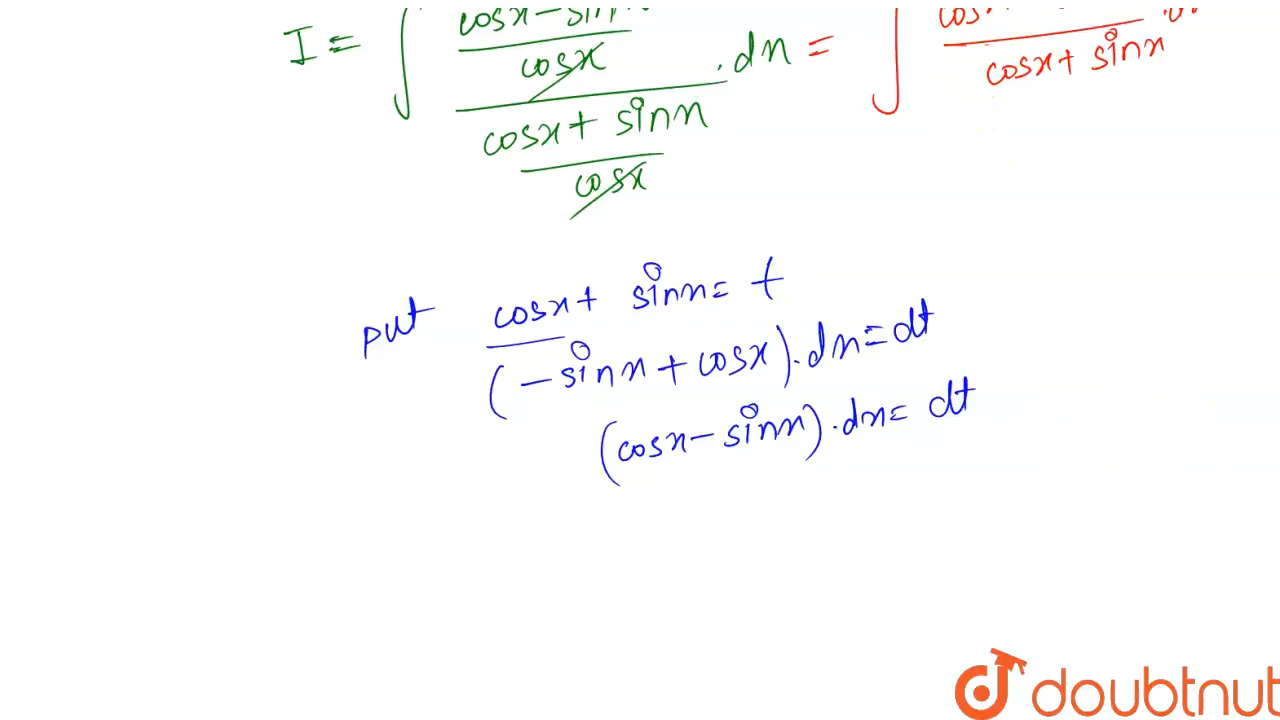 I = ∫ cosx - sinx / cosx / cosx + sinx / cosx . dx = ∫ cosx / cosx + sinx
put cosx + sinx = t
(- sinx + cosx). dx = dt
(cosx - sinx). dx = dt
doubtnut